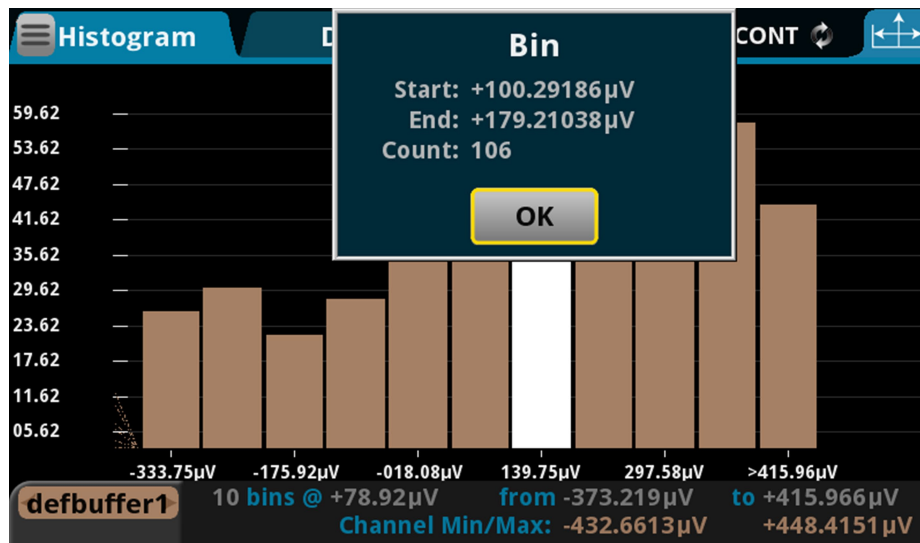 Histogram
D
CONT
Bin
Start: +100.29186µV
End: +179.21038µV
Count: 106
OK
59.62
53.62
47.62
41.62
35.62
29.62
23.62
17.62
11.62
05.62
-333.75µV -175.92µV -018.08µV 139.75µV 297.58µV >415.96µV
defbuffer1 10 bins @ +78.92µV from -373.219µV to +415.966µV
Channel Min/Max: -432.6613µV +448.4151µV